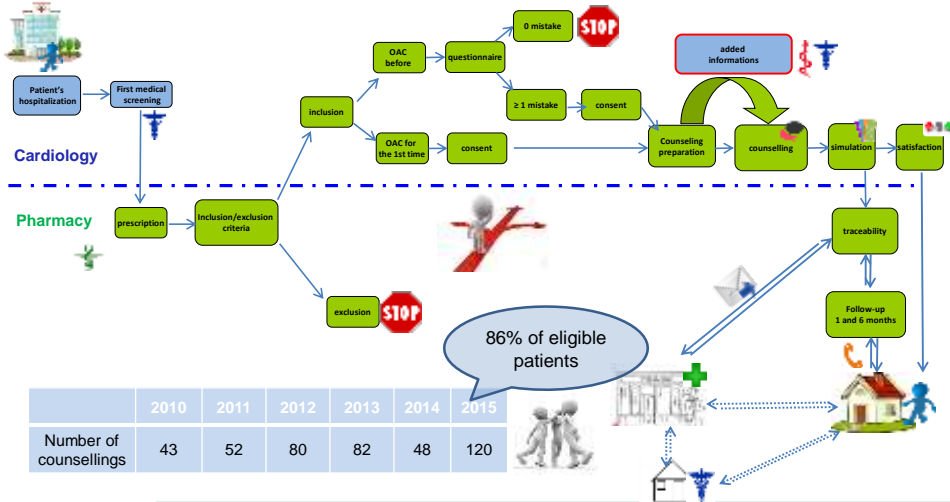 0 mistake
STOP
OAC
before
questionnaire
added
informations
Patient's
hospitalization
First medical
screening
inclusion
≥ 1 mistake
consent
OAC for
the 1st time
consent
Counseling
preparation
counselling
simulation
satisfaction
Cardiology
Pharmacy
prescription
Inclusion/exclusion
criteria
traceability
exclusion
STOP
Follow-up
1 and 6 months
86% of eligible
patients
2010 2011 2012 2013 2014 2015
Number of
counsellings
43 52 80 82 48 120